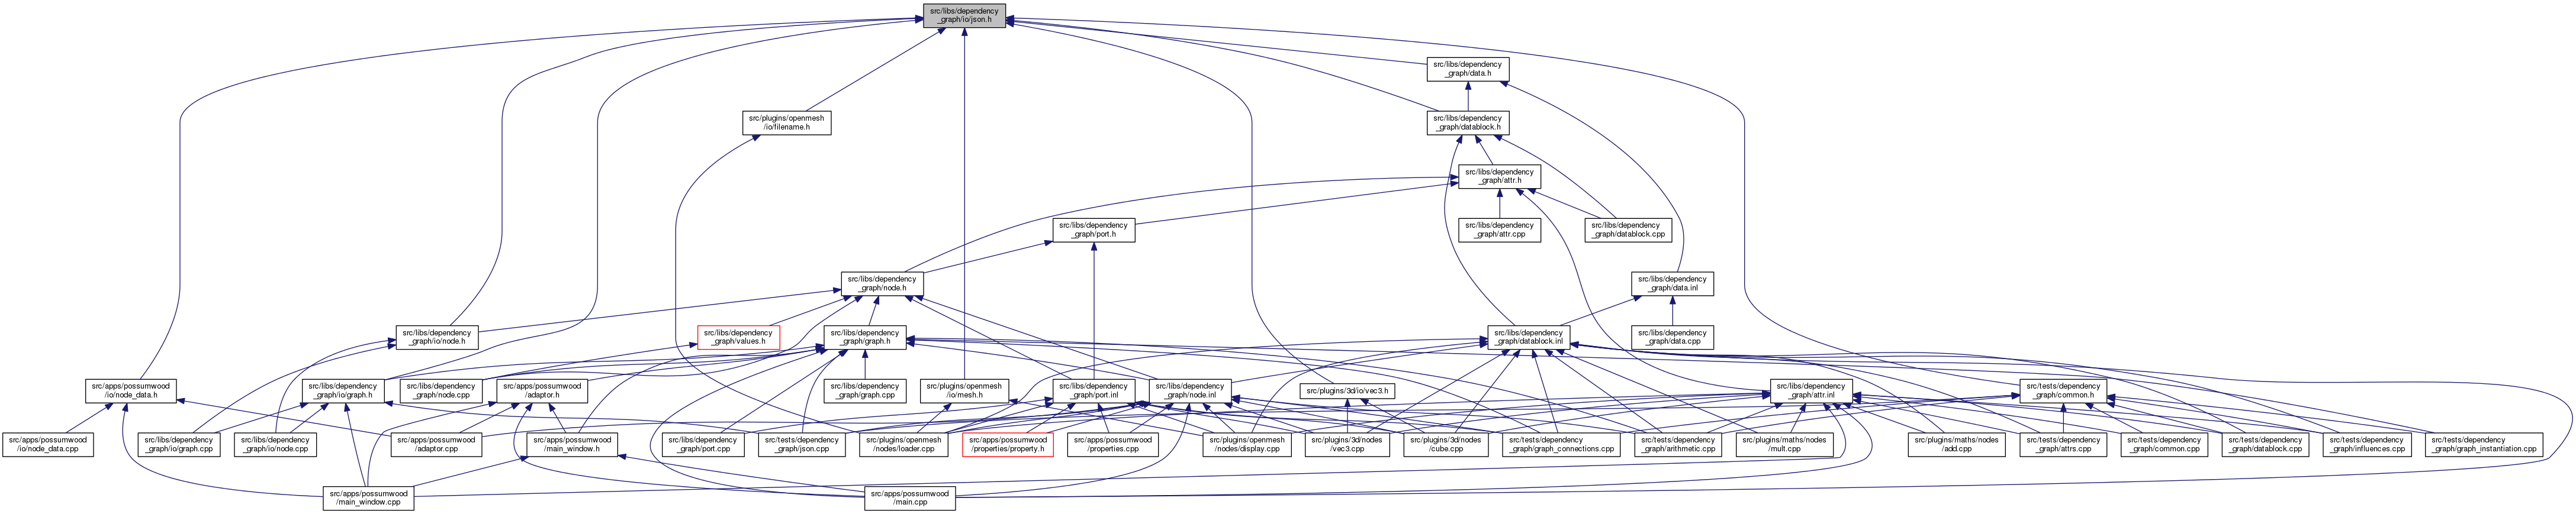 src/libs/dependency
_graph/io/json.h
src/libs/dependency
_graph/data.h
src/plugins/openmesh
/io/filename.h
src/libs/dependency
_graph/datablock.h
src/libs/dependency
_graph/attr.h
src/libs/dependency
_graph/port.h
src/libs/dependency
_graph/attr.cpp
src/libs/dependency
_graph/datablock.cpp
src/libs/dependency
_graph/node.h
src/libs/dependency
_graph/data.inl
src/libs/dependency
_graph/io/node.h
src/libs/dependency
_graph/values.h
src/libs/dependency
_graph/graph.h
src/libs/dependency
_graph/datablock.inl
src/libs/dependency
_graph/data.cpp
src/apps/possumwood
/io/node_data.h
src/libs/dependency
_graph/io/graph.h
src/libs/dependency
_graph/node.cpp
src/apps/possumwood
/adaptor.h
src/libs/dependency
_graph/graph.cpp
src/plugins/openmesh
/io/mesh.h
src/libs/dependency
_graph/port.inl
src/libs/dependency
_graph/node.inl
src/plugins/3d/io/vec3.h
src/libs/dependency
_graph/attr.inl
src/tests/dependency
_graph/common.h
src/apps/possumwood
/io/node_data.cpp
src/libs/dependency
_graph/io/graph.cpp
src/libs/dependency
_graph/io/node.cpp
src/apps/possumwood
/adaptor.cpp
src/apps/possumwood
/main_window.h
src/libs/dependency
_graph/port.cpp
src/tests/dependency
_graph/json.cpp
src/plugins/openmesh
/nodes/loader.cpp
src/apps/possumwood
/properties/property.h
src/apps/possumwood
/properties.cpp
src/plugins/openmesh
/nodes/display.cpp
src/plugins/3d/nodes
/vec3.cpp
src/plugins/3d/nodes
/cube.cpp
src/tests/dependency
_graph/graph_connections.cpp
src/tests/dependency
_graph/arithmetic.cpp
src/plugins/maths/nodes
/mult.cpp
src/plugins/maths/nodes
/add.cpp
src/tests/dependency
_graph/attrs.cpp
src/tests/dependency
_graph/common.cpp
src/tests/dependency
_graph/datablock.cpp
src/tests/dependency
_graph/influences.cpp
src/tests/dependency
_graph/graph_instantiation.cpp
src/apps/possumwood
/main_window.cpp
src/apps/possumwood
/main.cpp